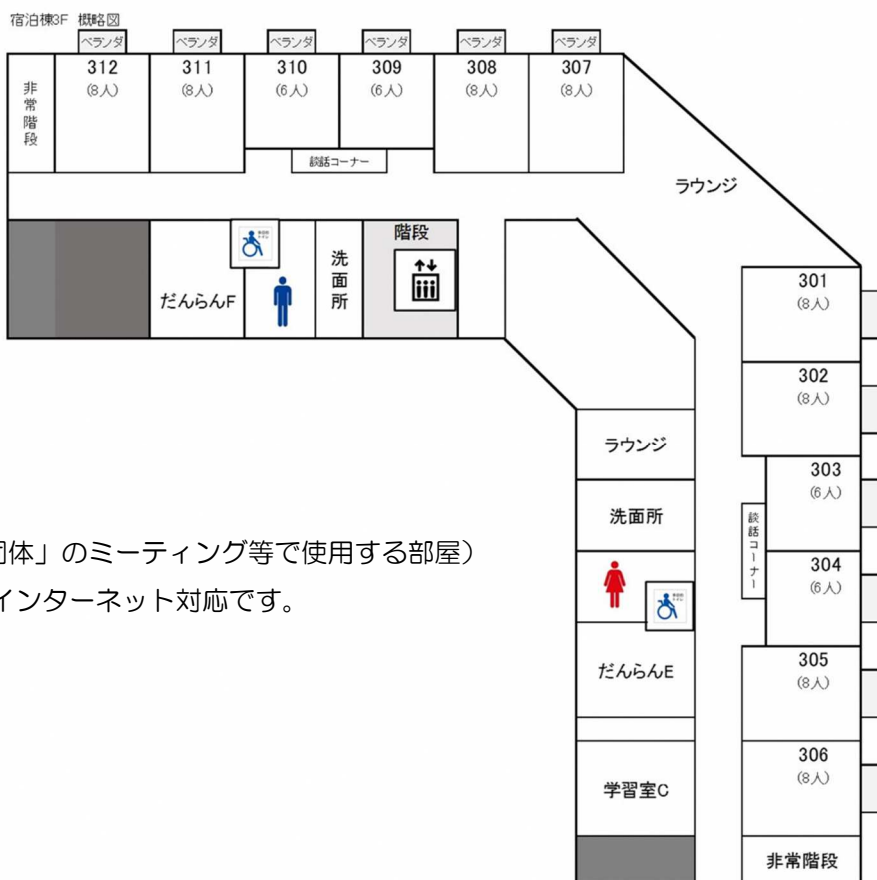 宿泊棟3F 概略図
ベランダ
ベランダ
ベランダ
ベランダ
ベランダ
ベランダ
非常階段
312
(8人)
311
(8人)
310
(6人)
309
(6人)
308
(8人)
307
(8人)
談話コーナー
ラウンジ
だんらんF
洗面所
階段
301
(8人)
302
(8人)
303
(6人)
304
(6人)
談話コーナー
305
(8人)
306
(8人)
非常階段
ラウンジ
洗面所
だんらんE
学習室C
体」のミーティング等で使用する部屋)
インターネット対応です。